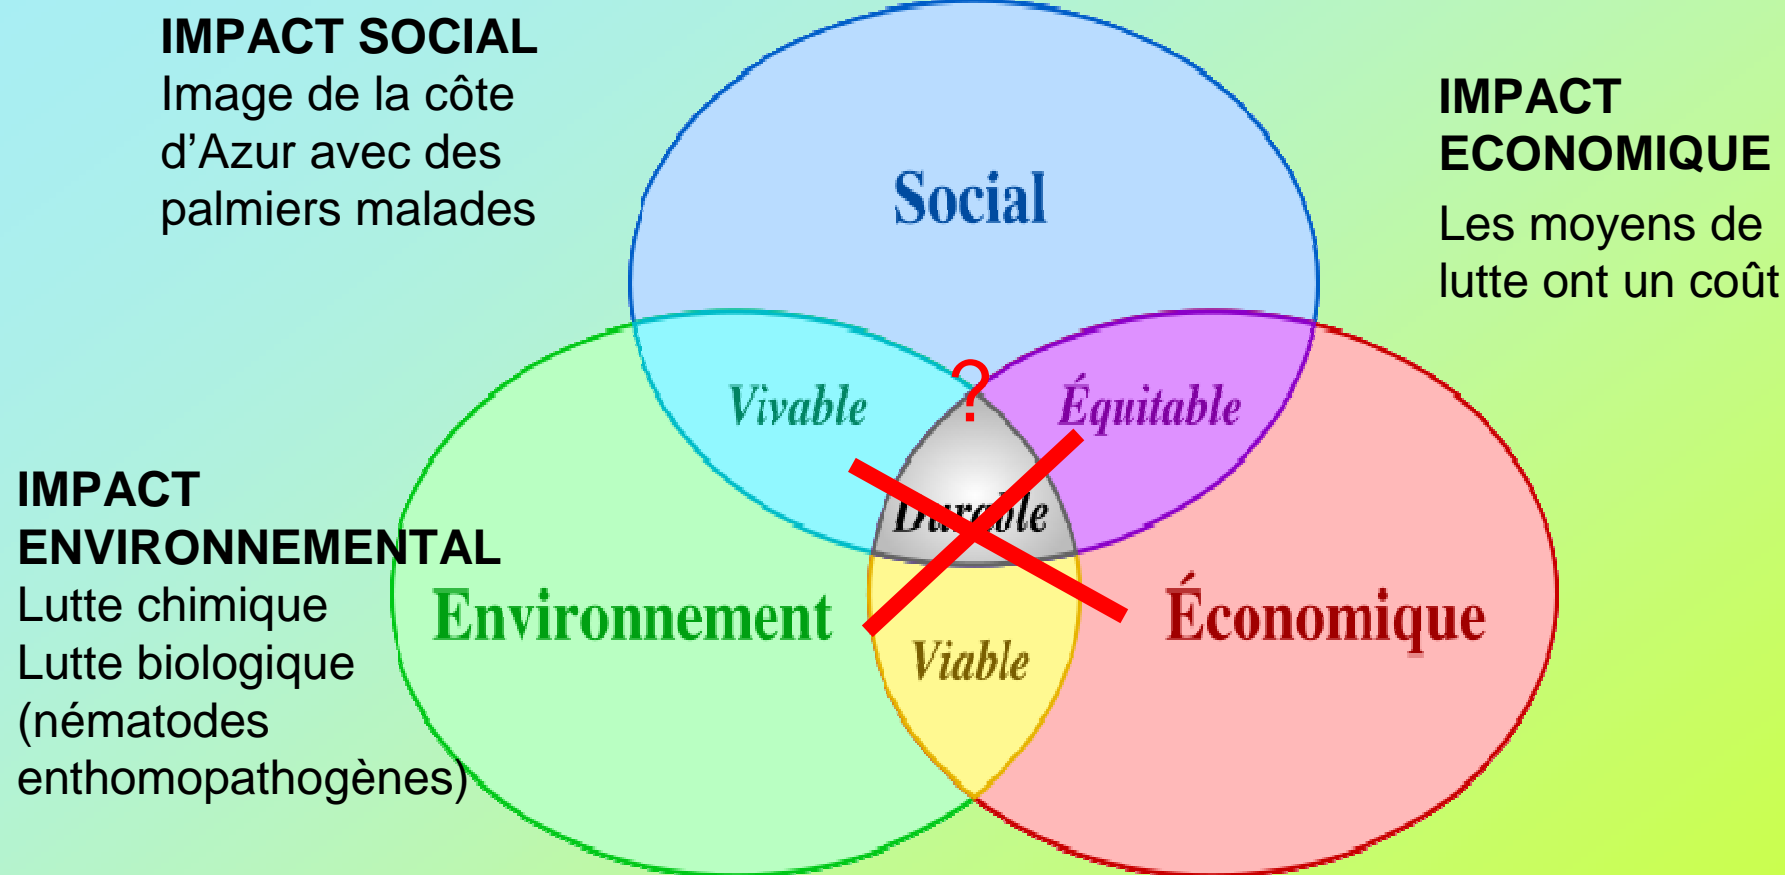 IMPACT SOCIAL
Image de la côte
d’Azur avec des
palmiers malades
IMPACT
ECONOMIQUE
Les moyens de
lutte ont un coût
Social
?
Vivable
Équitable
Durable
IMPACT
ENVIRONNEMENTAL
Lutte chimique
Lutte biologique
(nématodes
enthomopathogènes)
Environnement
Économique
Viable